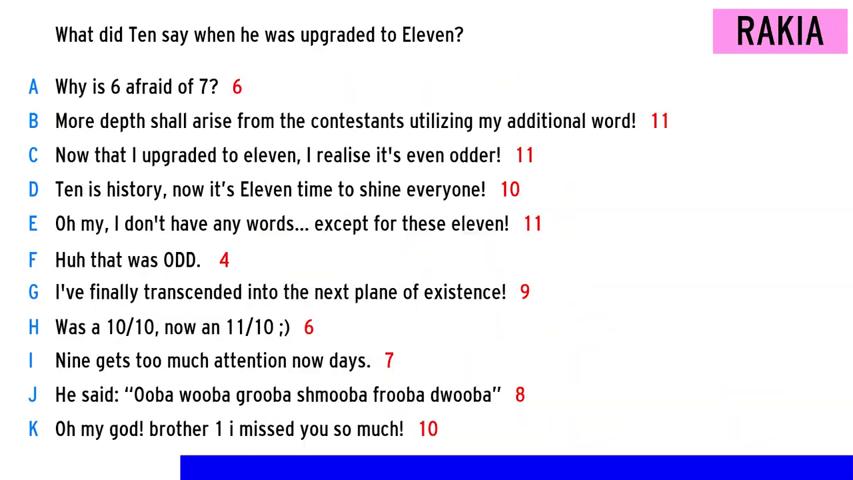 What did Ten say when he was upgraded to Eleven?
RAKIA
A Why is 6 afraid of 7? 6
B More depth shall arise from the contestants utilizing my additional word! 11
C Now that I upgraded to eleven, I realise it's even odder! 11
D Ten is history, now it's Eleven time to shine everyone! 10
E Oh my, I don't have any words... except for these eleven! 11
F Huh that was ODD. 4
G I've finally transcended into the next plane of existence! 9
H Was a 10/10, now an 11/10 ;) 6
I Nine gets too much attention now days. 7
J He said: “Ooba wooba grooba shmooba frooba dwooba” 8
K Oh my god! brother 1 i missed you so much! 10